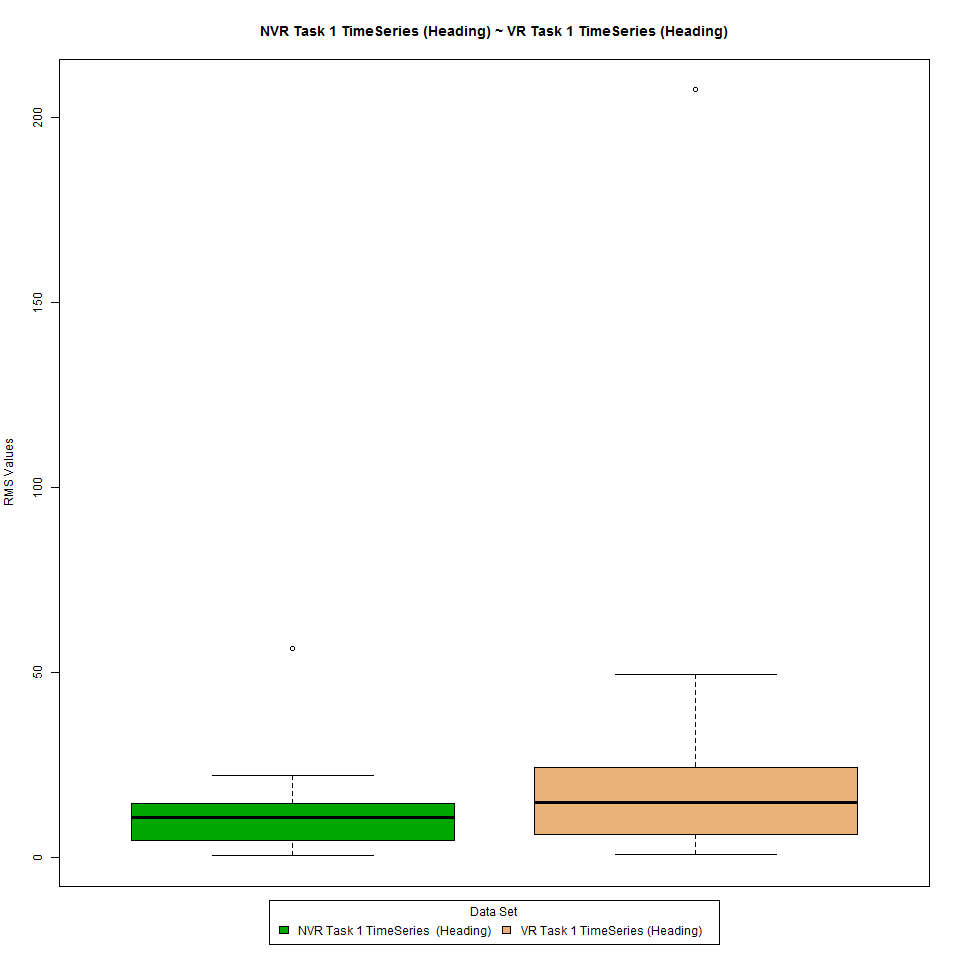 NVR Task 1 TimeSeries (Heading) ~ VR Task 1 TimeSeries (Heading)
200
150
100
50
0
RMS Values
Data Set
NVR Task 1 TimeSeries  (Heading)
VR Task 1 TimeSeries (Heading)